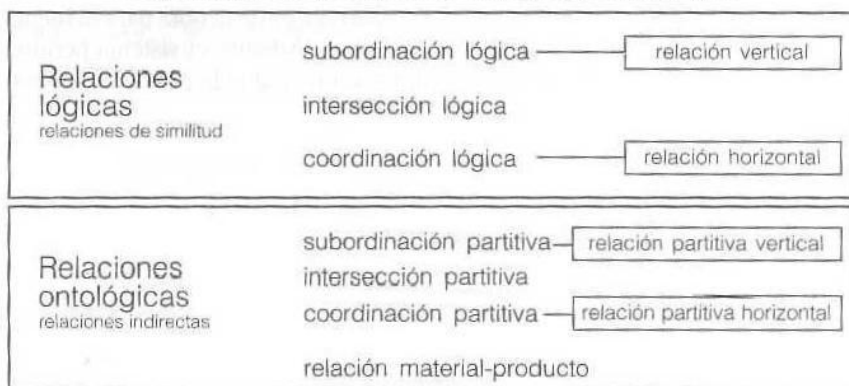 Relaciones
lógicas
relaciones de similitud
subordinación lógica
relación vertical
intersección lógica
coordinación lógica
relación horizontal
Relaciones
ontológicas
relaciones indirectas
subordinación partitiva
relación partitiva vertical
intersección partitiva
coordinación partitiva
relación partitiva horizontal
relación material-producto